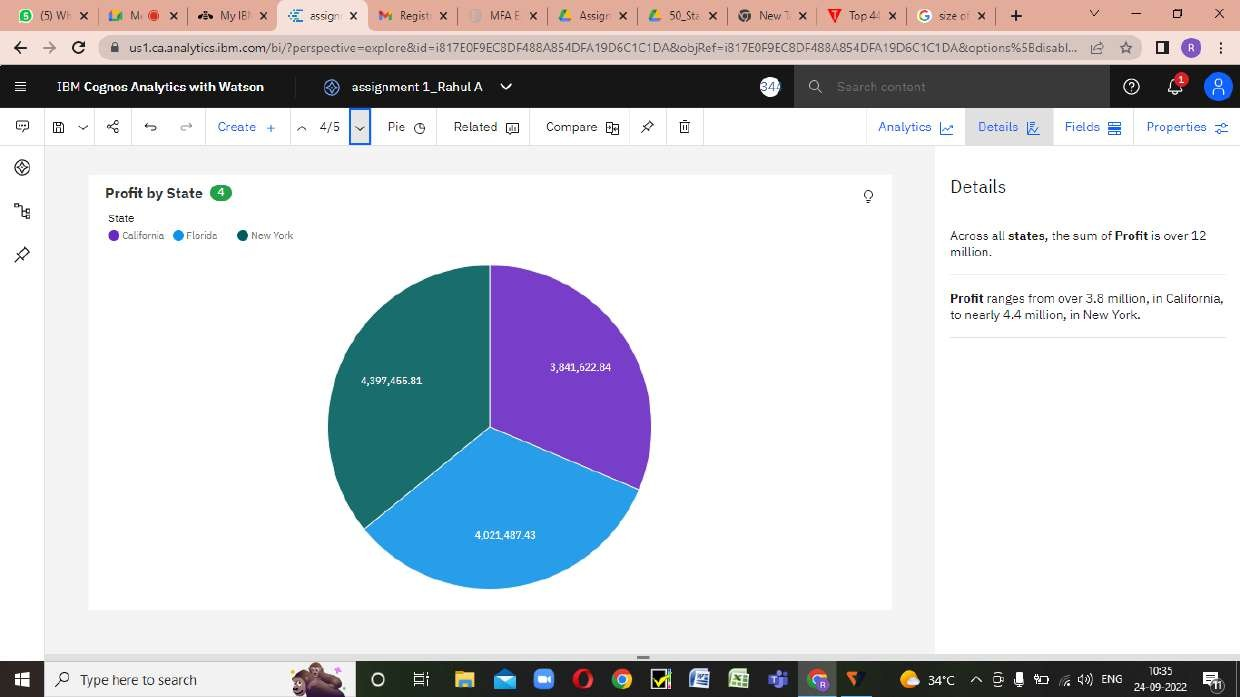 (5) Wh
My IBM
assign
Regist
MFA E
Assign
50_Sta
New T
Top 44
size of
us1.ca.analytics.ibm.com/bi/?perspective=explore&id=i817E0F9EC8DF488A854DFA19D6C1C1DA&objRef=i817E0F9EC8DF488A854DFA19D6C1C1DA&options%5Bdisabl...
R
IBM Cognos Analytics with Watson
assignment 1_Rahul A
344
Search content
1
Create +
4/5
Pie
Related
Compare
Analytics
Details
Fields
Properties
Profit by State 4
State
California Florida New York
3,841,622.84
4,021,487.43
Details
Across all states, the sum of Profit is over 12
million.
Profit ranges from over 3.8 million, in California,
to nearly 4.4 million, in New York.
Type here to search
34°C
ENG
10:35
24-09-2022
11